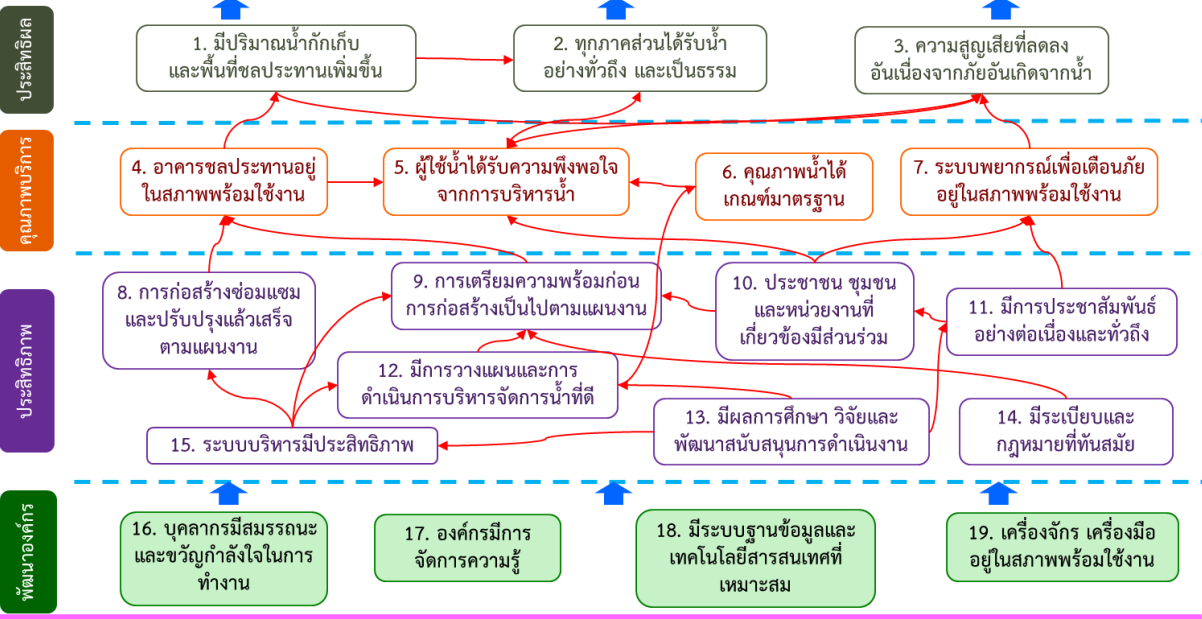 ประสิทธิผล
1. มีปริมาณน้ำกักเก็บ
และพื้นที่ชลประทานเพิ่มขึ้น
2. ทุกภาคส่วนได้รับน้ำ
อย่างทั่วถึง และเป็นธรรม
3. ความสูญเสียที่ลดลง
อันเนื่องจากภัยอันเกิดจากน้ำ
คุณภาพบริการ
4. อาคารชลประทานอยู่
ในสภาพพร้อมใช้งาน
5. ผู้ใช้น้ำได้รับความพึงพอใจ
จากการบริหารน้ำ
6. คุณภาพน้ำได้
เกณฑ์มาตรฐาน
7. ระบบพยากรณ์เพื่อเตือนภัย
อยู่ในสภาพพร้อมใช้งาน
ประสิทธิภาพ
8. การก่อสร้างซ่อมแซม
และปรับปรุงแล้วเสร็จ
ตามแผนงาน
9. การเตรียมความพร้อมก่อน
การก่อสร้างเป็นไปตามแผนงาน
10. ประชาชน ชุมชน
และหน่วยงานที่
เกี่ยวข้องมีส่วนร่วม
11. มีการประชาสัมพันธ์
อย่างต่อเนื่องและทั่วถึง
12. มีการวางแผนและการ
ดำเนินการบริหารจัดการน้ำที่ดี
13. มีผลการศึกษา วิจัยและ
พัฒนาสนับสนุนการดำเนินงาน
14. มีระเบียบและ
กฎหมายที่ทันสมัย
15. ระบบบริหารมีประสิทธิภาพ
พัฒนาองค์กร
16. บุคลากรมีสมรรถนะ
และขวัญกำลังใจในการ
ทำงาน
17. องค์กรมีการ
จัดการความรู้
18. มีระบบฐานข้อมูลและ
เทคโนโลยีสารสนเทศที่
เหมาะสม
19. เครื่องจักร เครื่องมือ
อยู่ในสภาพพร้อมใช้งาน